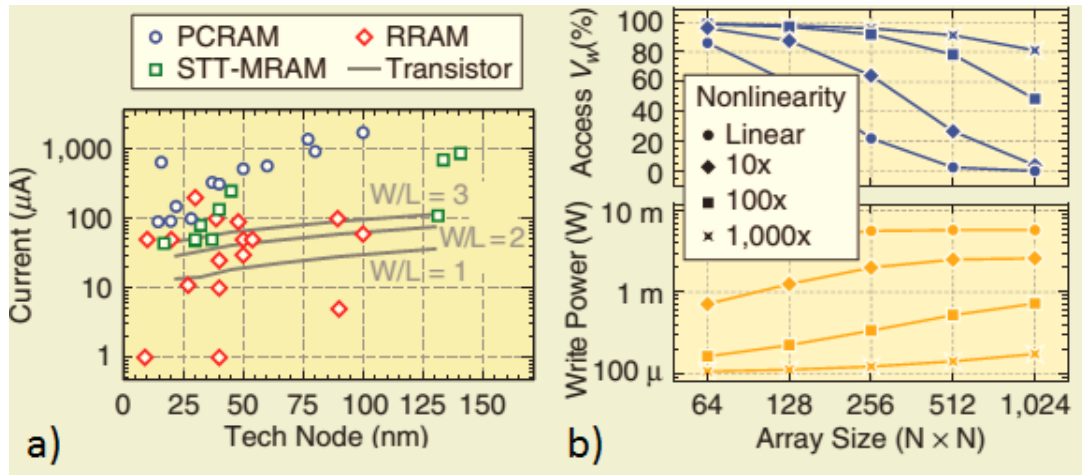 PCRAM RRAM
STT-MRAM Transistor
1,000
100
10
1
Current (μA)
W/L = 3
W/L = 2
W/L = 1
0 25 50 75 100 125 150
Tech Node (nm)
a)
100
80
60
40
20
0
Access Vw(%)
Nonlinearity
Linear
10x
100x
1,000x
10 m
1 m
100 μ
Write Power (W)
64 128 256 512 1,024
Array Size (N × N)
b)